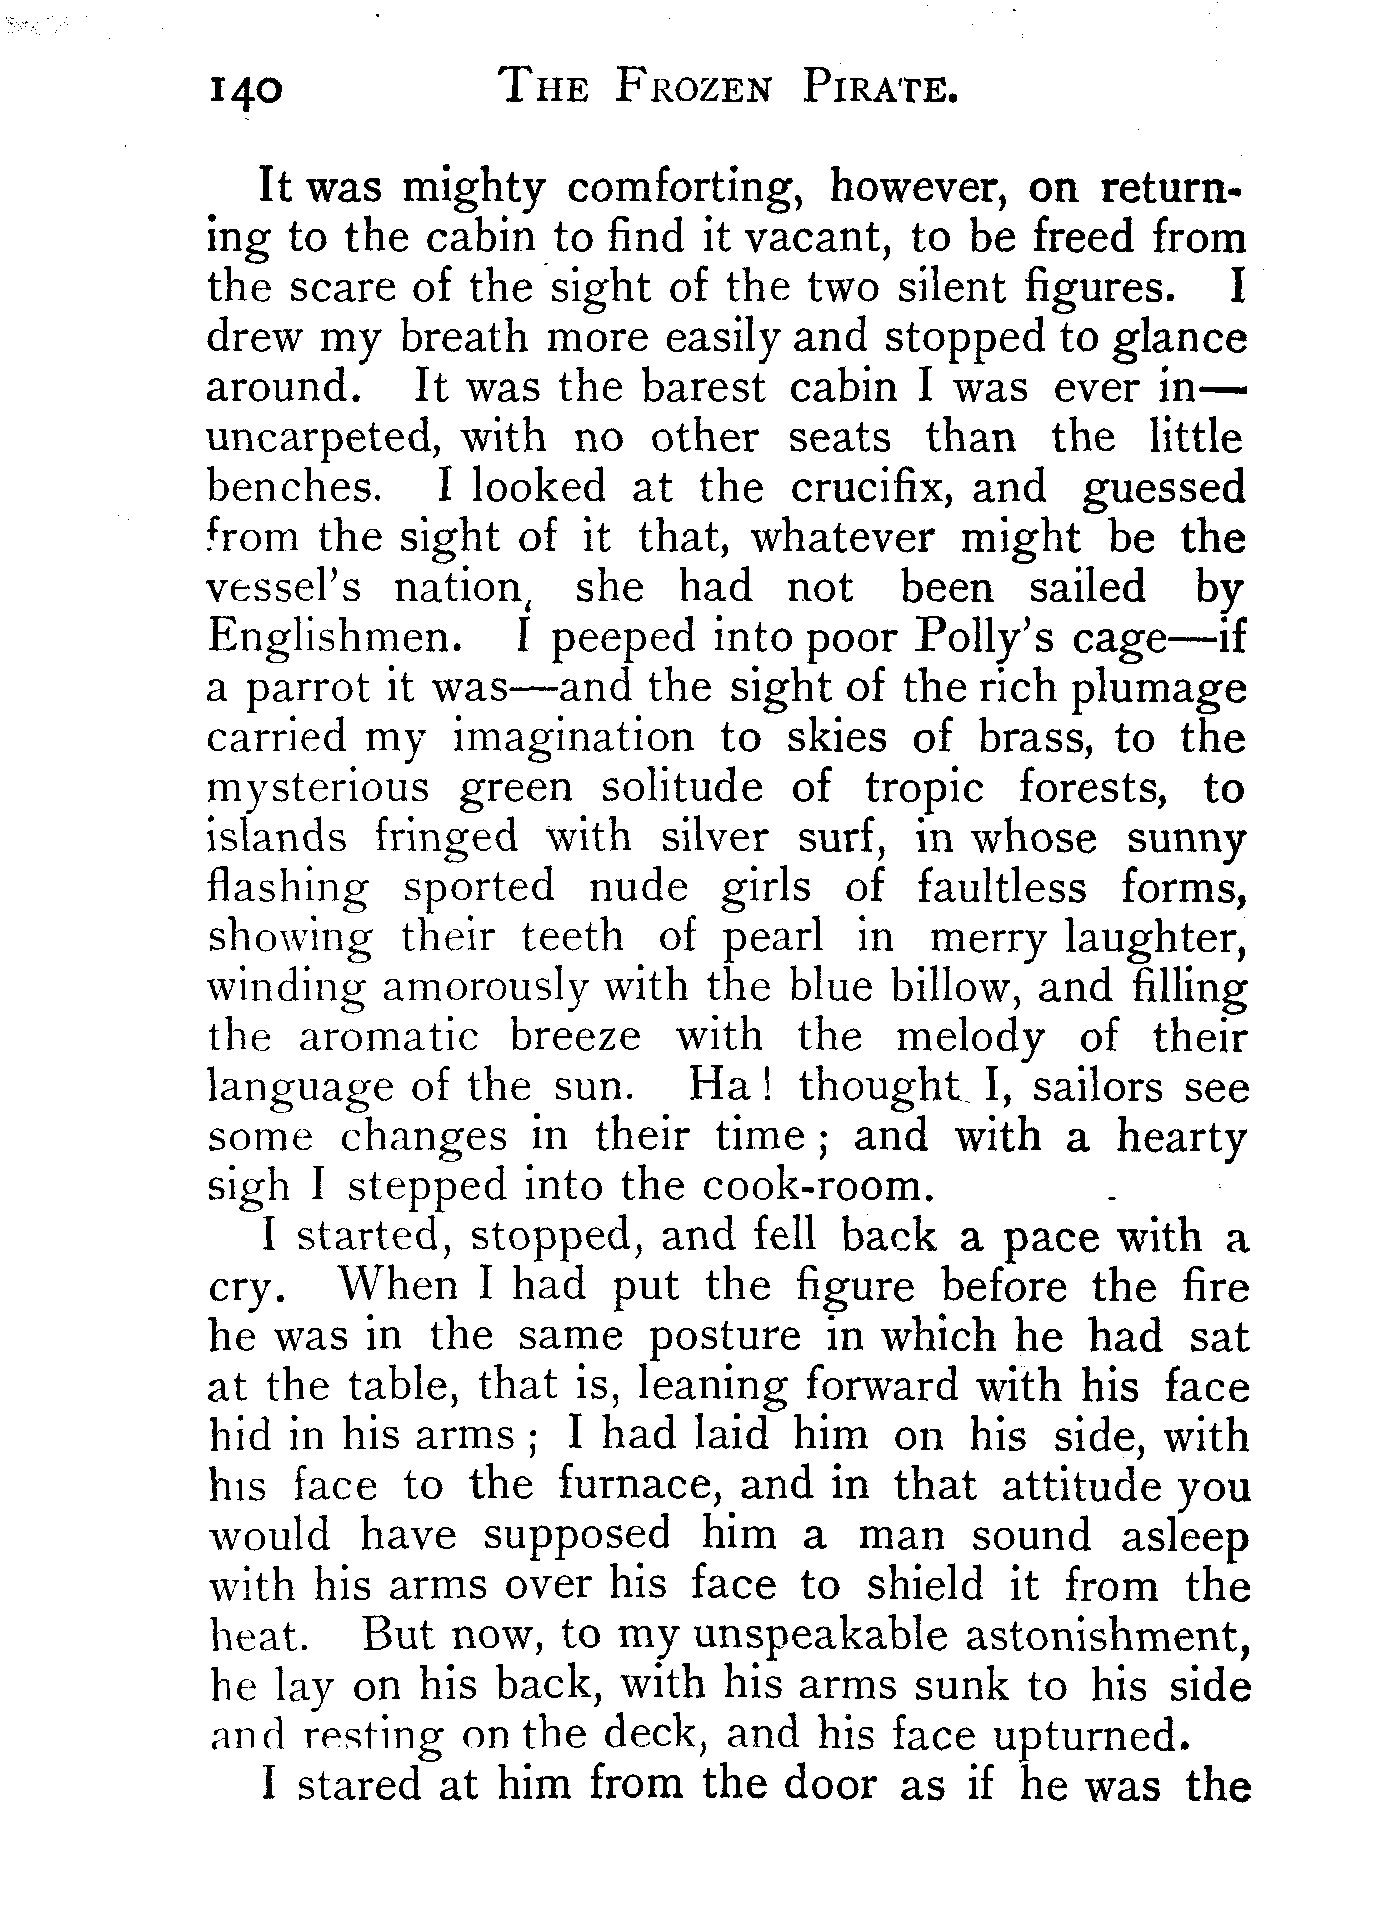 140 THE FROZEN PIRATE.
It was mighty comforting, however, on return-
ing to the cabin to find it vacant, to be freed from
the scare of the sight of the two silent figures. I
drew my breath more easily and stopped to glance
around. It was the barest cabin I was ever in—
uncarpeted, with no other seats than the little
benches. I looked at the crucifix, and guessed
from the sight of it that, whatever might be the
vessel's nation, she had not been sailed by
Englishmen. I peeped into poor Polly's cage—if
a parrot it was—and the sight of the rich plumage
carried my imagination to skies of brass, to the
mysterious green solitude of tropic forests, to
islands fringed with silver surf, in whose sunny
flashing sported nude girls of faultless forms,
showing their teeth of pearl in merry laughter,
winding amorously with the blue billow, and filling
the aromatic breeze with the melody of their
language of the sun. Ha! thought I, sailors see
some changes in their time; and with a hearty
sigh I stepped into the cook-room.
I started, stopped, and fell back a pace with a
cry. When I had put the figure before the fire
he was in the same posture in which he had sat
at the table, that is, leaning forward with his face
hid in his arms; I had laid him on his side, with
his face to the furnace, and in that attitude you
would have supposed him a man sound asleep
with his arms over his face to shield it from the
heat. But now, to my unspeakable astonishment,
he lay on his back, with his arms sunk to his side
and resting on the deck, and his face upturned.
I stared at him from the door as if he was the